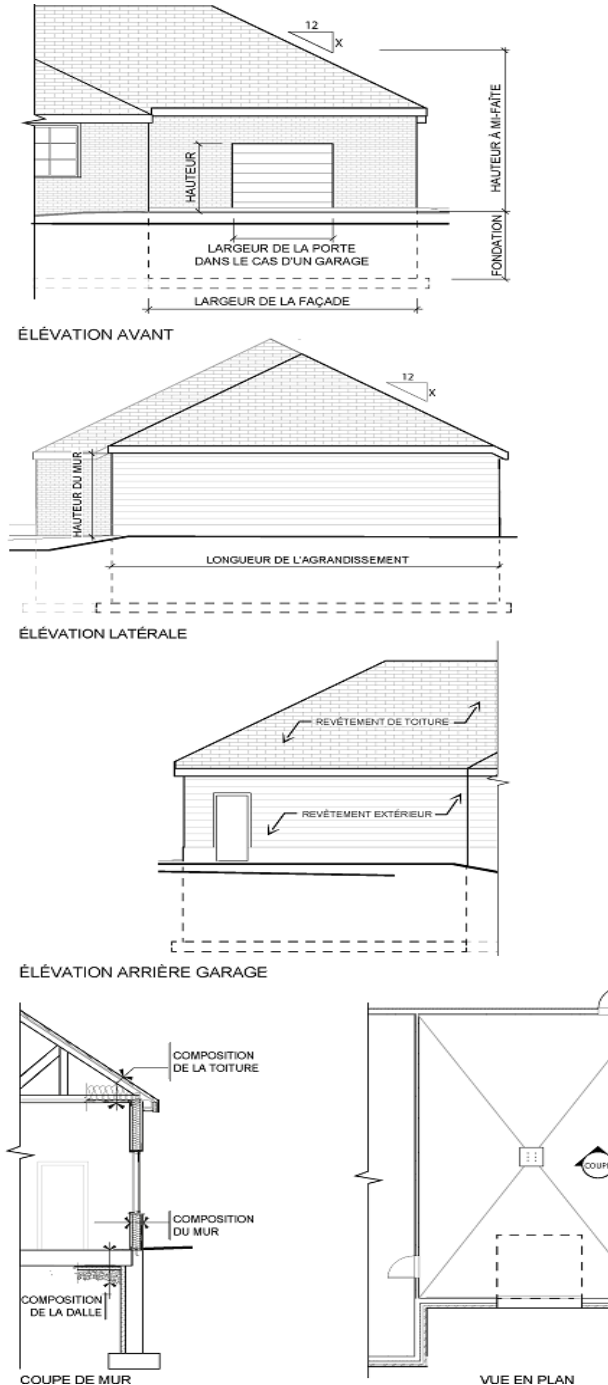 12
X
HAUTEUR À MI-FAÎTE
HAUTEUR
FONDATION
LARGEUR DE LA PORTE
DANS LE CAS D'UN GARAGE
LARGEUR DE LA FAÇADE
ÉLÉVATION AVANT
12
X
HAUTEUR DU MUR
LONGUEUR DE L'AGRANDISSEMENT
ÉLÉVATION LATÉRALE
REVÊTEMENT DE TOITURE
REVÊTEMENT EXTÉRIEUR
ÉLÉVATION ARRIÈRE GARAGE
COMPOSITION
DE LA TOITURE
COMPOSITION
DU MUR
COMPOSITION
DE LA DALLE
COUPE DE MUR
COUPE
VUE EN PLAN